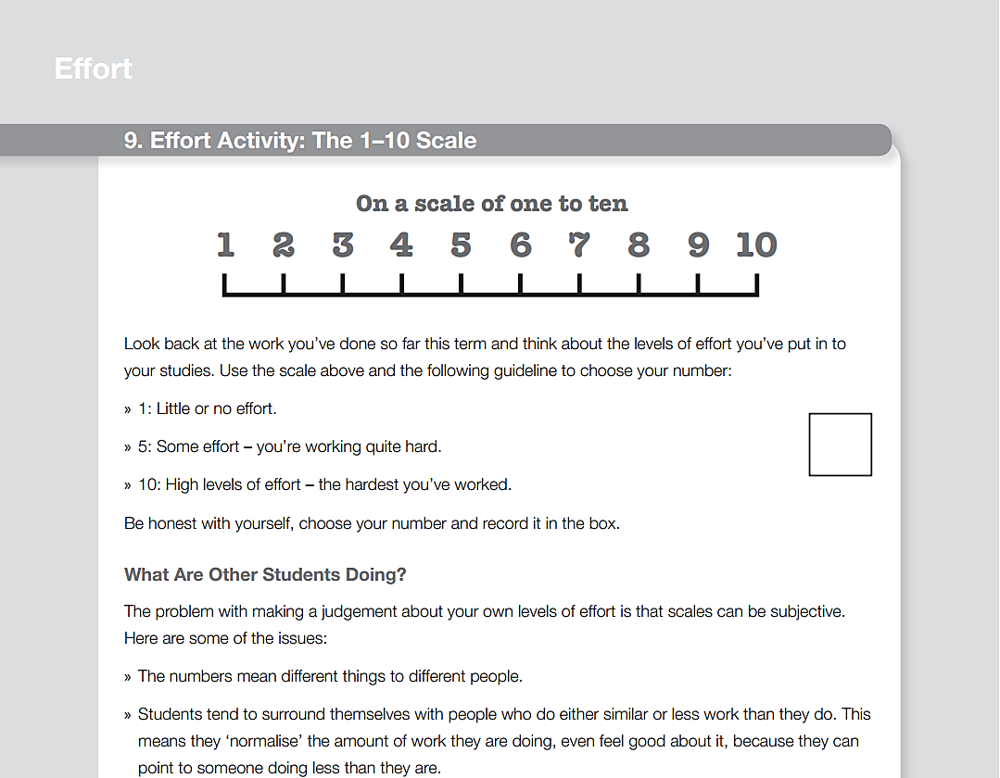 Effort
9. Effort Activity: The 1–10 Scale
On a scale of one to ten
1 2 3 4 5 6 7 8 9 10
Look back at the work you’ve done so far this term and think about the levels of effort you’ve put in to
your studies. Use the scale above and the following guideline to choose your number:
» 1: Little or no effort.
» 5: Some effort – you’re working quite hard.
» 10: High levels of effort – the hardest you’ve worked.
Be honest with yourself, choose your number and record it in the box.
What Are Other Students Doing?
The problem with making a judgement about your own levels of effort is that scales can be subjective.
Here are some of the issues:
» The numbers mean different things to different people.
» Students tend to surround themselves with people who do either similar or less work than they do. This
means they ‘normalise’ the amount of work they are doing, even feel good about it, because they can
point to someone doing less than they are.